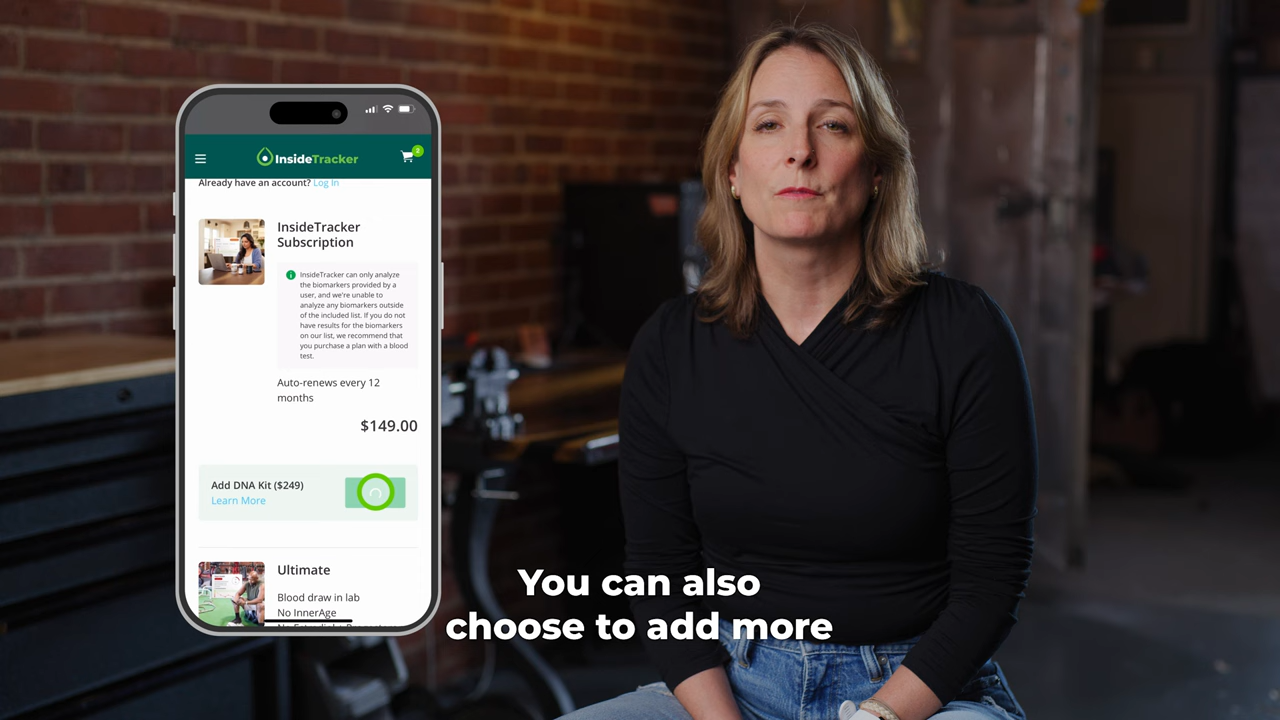 InsideTracker
2
Already have an account? Log In
InsideTracker
Subscription
InsideTracker can only analyze
the biomarkers provided by a
user, and we're unable to
analyze any biomarkers outside
of the included list. If you do not
have results for the biomarkers
on our list, we recommend that
you purchase a plan with a blood
test.
Auto-renews every 12
months
$149.00
Add DNA Kit ($249)
Learn More
Ultimate
Blood draw in lab
No InnerAge
You can also
choose to add more